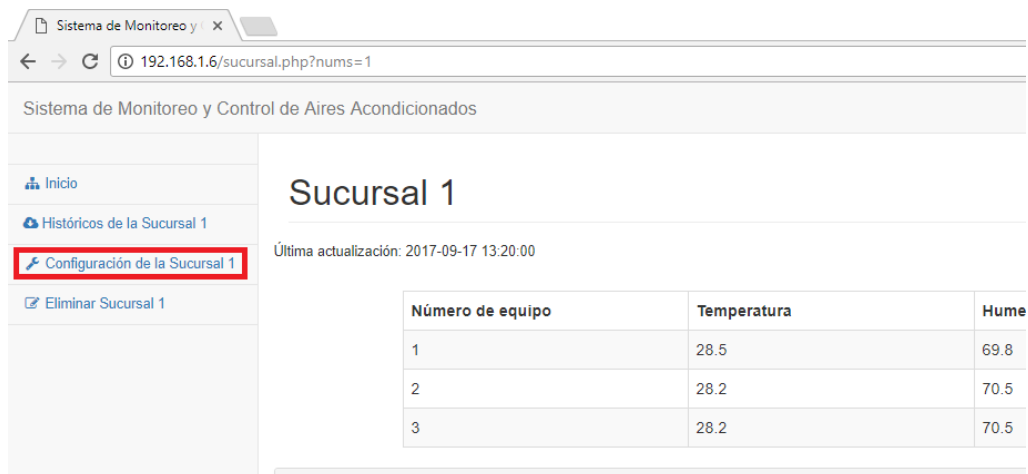 Sistema de Monitoreo y
192.168.1.6/sucursal.php?nums=1
Sistema de Monitoreo y Control de Aires Acondicionados
Inicio
Históricos de la Sucursal 1
Configuración de la Sucursal 1
Eliminar Sucursal 1
Sucursal 1
Última actualización: 2017-09-17 13:20:00
Número de equipo Temperatura Hume
1 28.5 69.8
2 28.2 70.5
3 28.2 70.5